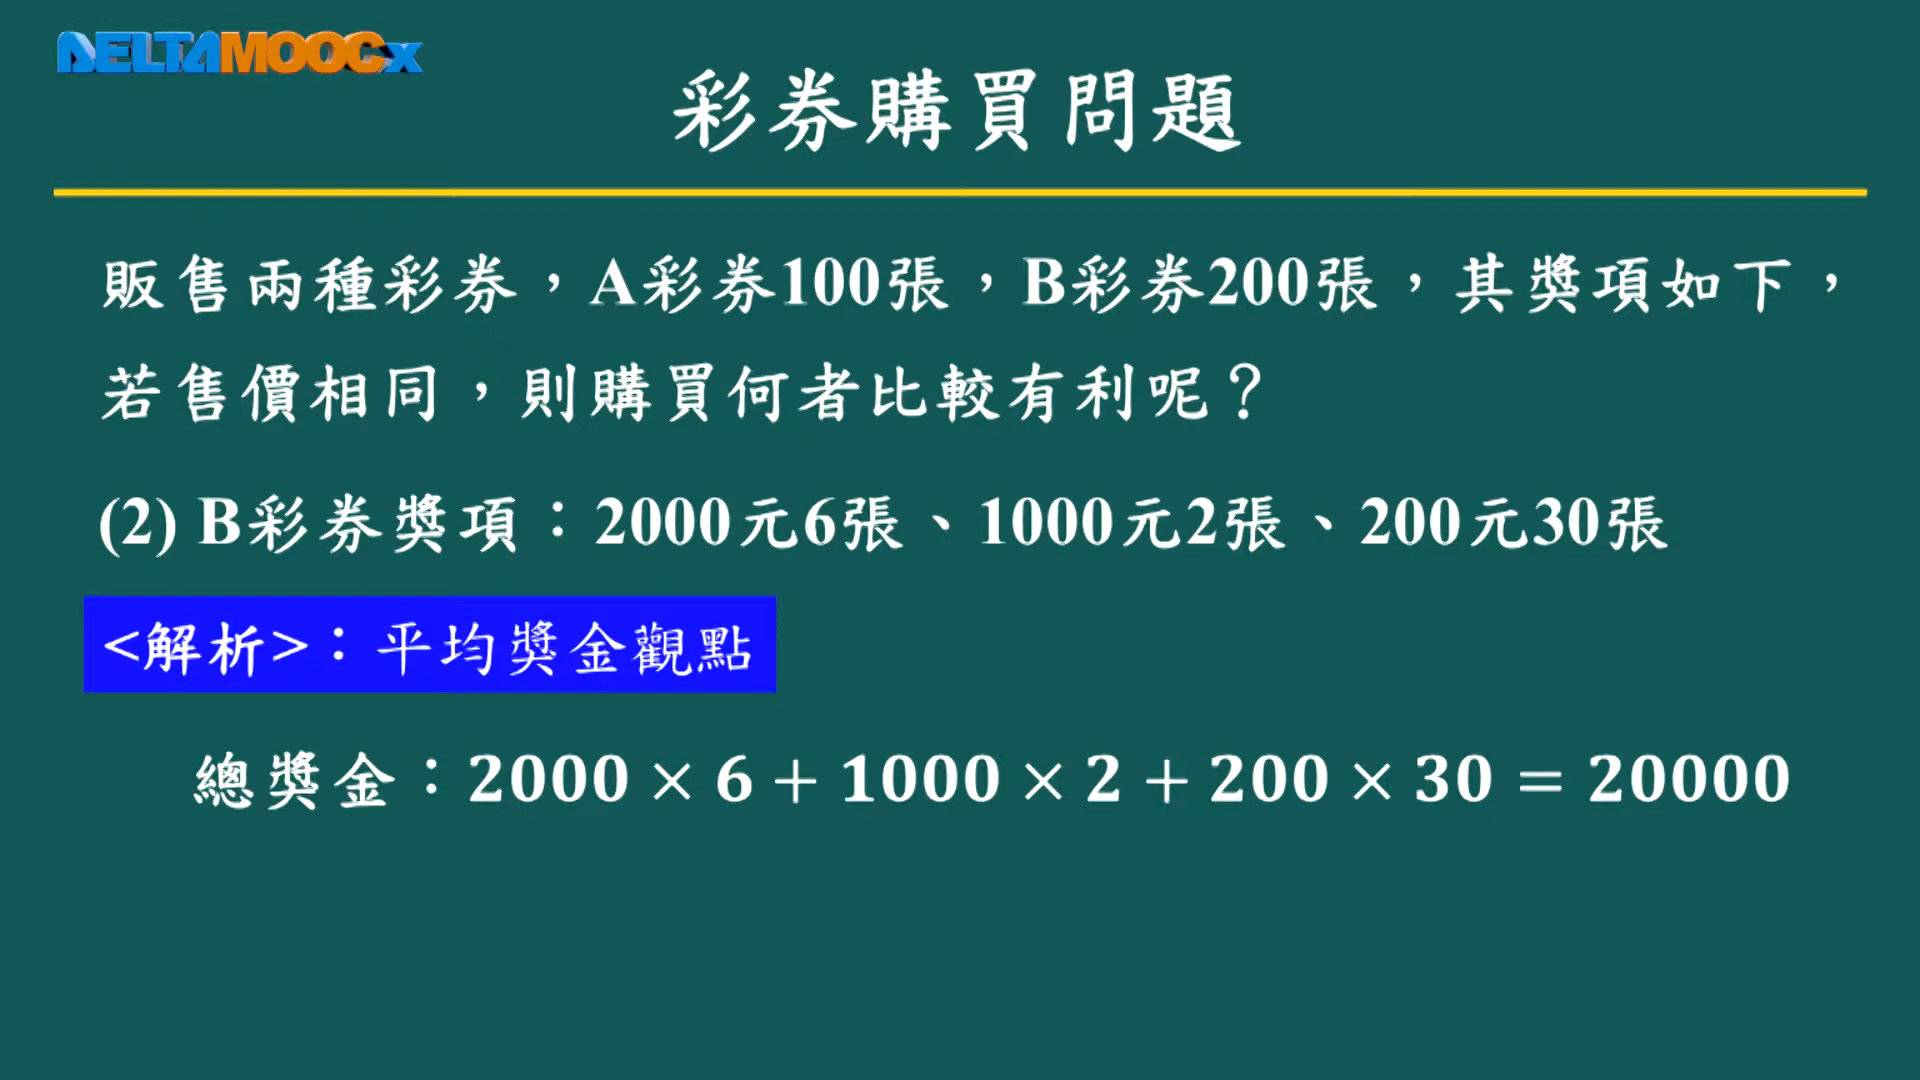 DELTAMOOCx
彩券購買問題
販售兩種彩券，A彩券100張，B彩券200張，其獎項如下，
若售價相同，則購買何者比較有利呢？
(2) B彩券獎項：2000元6張、1000元2張、200元30張
<解析>：平均獎金觀點
總獎金：2000 × 6 + 1000 × 2 + 200 × 30 = 20000